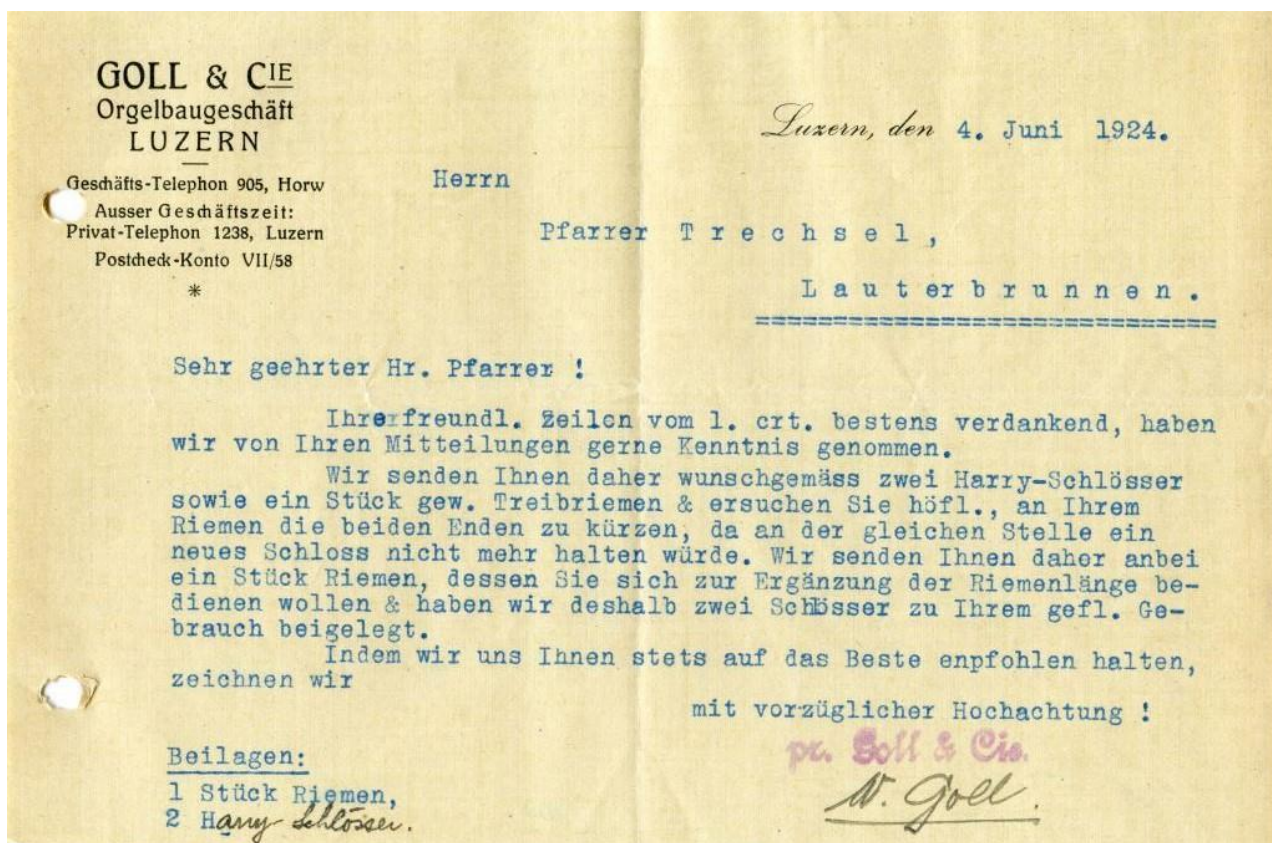 GOLL & CIE
Orgelbaugeschäft
LUZERN
Geschäfts-Telephon 905, Horw
Ausser Geschäftszeit:
Privat-Telephon 1238, Luzern
Postcheck-Konto VII/58
*
Luzern, den 4. Juni 1924.
Herrn
Pfarrer Trechsel,
Lauterbrunnen.
==============================
Sehr geehrter Hr. Pfarrer !
Ihre freundl. Zeilen vom 1. crt. bestens verdankend, haben
wir von Ihren Mitteilungen gerne Kenntnis genommen.
Wir senden Ihnen daher wunschgemäss zwei Harry-Schlösser
sowie ein Stück gew. Treibriemen & ersuchen Sie höfl., an Ihrem
Riemen die beiden Enden zu kürzen, da an der gleichen Stelle ein
neues Schloss nicht mehr halten würde. Wir senden Ihnen daher anbei
ein Stück Riemen, dessen Sie sich zur Ergänzung der Riemenlänge be-
dienen wollen & haben wir deshalb zwei Schlösser zu Ihrem gefl. Ge-
brauch beigelegt.
Indem wir uns Ihnen stets auf das Beste enpfohlen halten,
zeichnen wir
mit vorzüglicher Hochachtung !
pr. Goll & Cie.
W. Goll.
Beilagen:
1 Stück Riemen,
2 Harry-Schlösser.